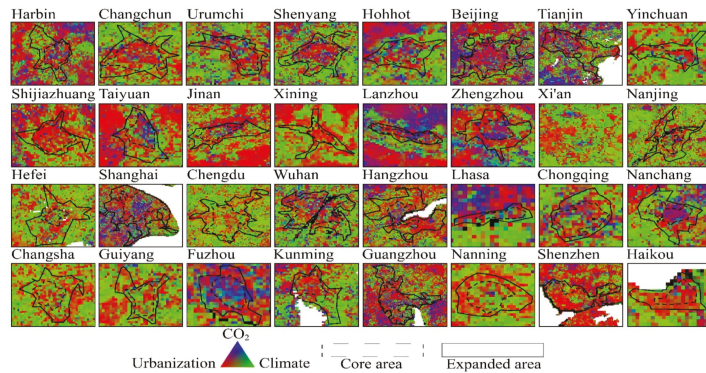 Harbin Changchun Urumchi Shenyang Hohhot Beijing Tianjin Yinchuan
Shijiazhuang Taiyuan Jinan Xining Lanzhou Zhengzhou Xi'an Nanjing
Hefei Shanghai Chengdu Wuhan Hangzhou Lhasa Chongqing Nanchang
Changsha Guiyang Fuzhou Kunming Guangzhou Nanning Shenzhen Haikou
CO₂
Urbanization Climate Core area Expanded area